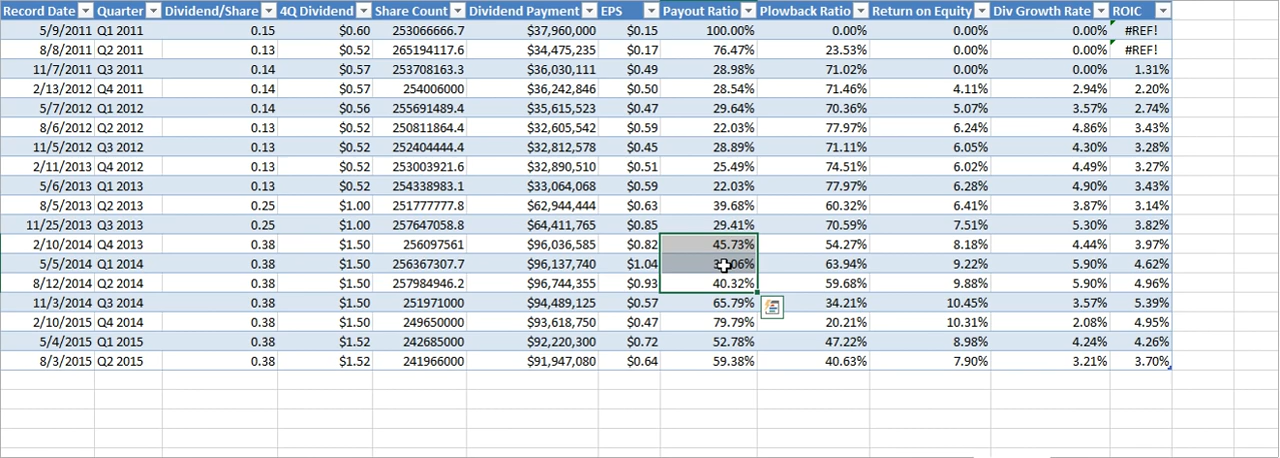 Record Date Quarter Dividend/Share 4Q Dividend Share Count Dividend Payment EPS Payout Ratio Plowback Ratio Return on Equity Div Growth Rate ROIC
5/9/2011 Q1 2011 0.15 $0.60 253066666.7 $37,960,000 $0.15 100.00% 0.00% 0.00% 0.00% #REF!
8/8/2011 Q2 2011 0.13 $0.52 265194117.6 $34,475,235 $0.17 76.47% 23.53% 0.00% 0.00% #REF!
11/7/2011 Q3 2011 0.14 $0.57 253708163.3 $36,030,111 $0.49 28.98% 71.02% 0.00% 0.00% 1.31%
2/13/2012 Q4 2011 0.14 $0.57 254006000 $36,242,846 $0.50 28.54% 71.46% 4.11% 2.94% 2.20%
5/7/2012 Q1 2012 0.14 $0.56 255691489.4 $35,615,523 $0.47 29.64% 70.36% 5.07% 3.57% 2.74%
8/6/2012 Q2 2012 0.13 $0.52 250811864.4 $32,605,542 $0.59 22.03% 77.97% 6.24% 4.86% 3.43%
11/5/2012 Q3 2012 0.13 $0.52 252404444.4 $32,812,578 $0.45 28.89% 71.11% 6.05% 4.30% 3.28%
2/11/2013 Q4 2012 0.13 $0.52 253003921.6 $32,890,510 $0.51 25.49% 74.51% 6.02% 4.49% 3.27%
5/6/2013 Q1 2013 0.13 $0.52 254338983.1 $33,064,068 $0.59 22.03% 77.97% 6.28% 4.90% 3.43%
8/5/2013 Q2 2013 0.25 $1.00 251777777.8 $62,944,444 $0.63 39.68% 60.32% 6.41% 3.87% 3.14%
11/25/2013 Q3 2013 0.25 $1.00 257647058.8 $64,411,765 $0.85 29.41% 70.59% 7.51% 5.30% 3.82%
2/10/2014 Q4 2013 0.38 $1.50 256097561 $96,036,585 $0.82 45.73% 54.27% 8.18% 4.44% 3.97%
5/5/2014 Q1 2014 0.38 $1.50 256367307.7 $96,137,740 $1.04 63.94% 9.22% 5.90% 4.62%
8/12/2014 Q2 2014 0.38 $1.50 257984946.2 $96,744,355 $0.93 40.32% 59.68% 9.88% 5.90% 4.96%
11/3/2014 Q3 2014 0.38 $1.50 251971000 $94,489,125 $0.57 65.79% 34.21% 10.45% 3.57% 5.39%
2/10/2015 Q4 2014 0.38 $1.50 249650000 $93,618,750 $0.47 79.79% 20.21% 10.31% 2.08% 4.95%
5/4/2015 Q1 2015 0.38 $1.52 242685000 $92,220,300 $0.72 52.78% 47.22% 8.98% 4.24% 4.26%
8/3/2015 Q2 2015 0.38 $1.52 241966000 $91,947,080 $0.64 59.38% 40.63% 7.90% 3.21% 3.70%